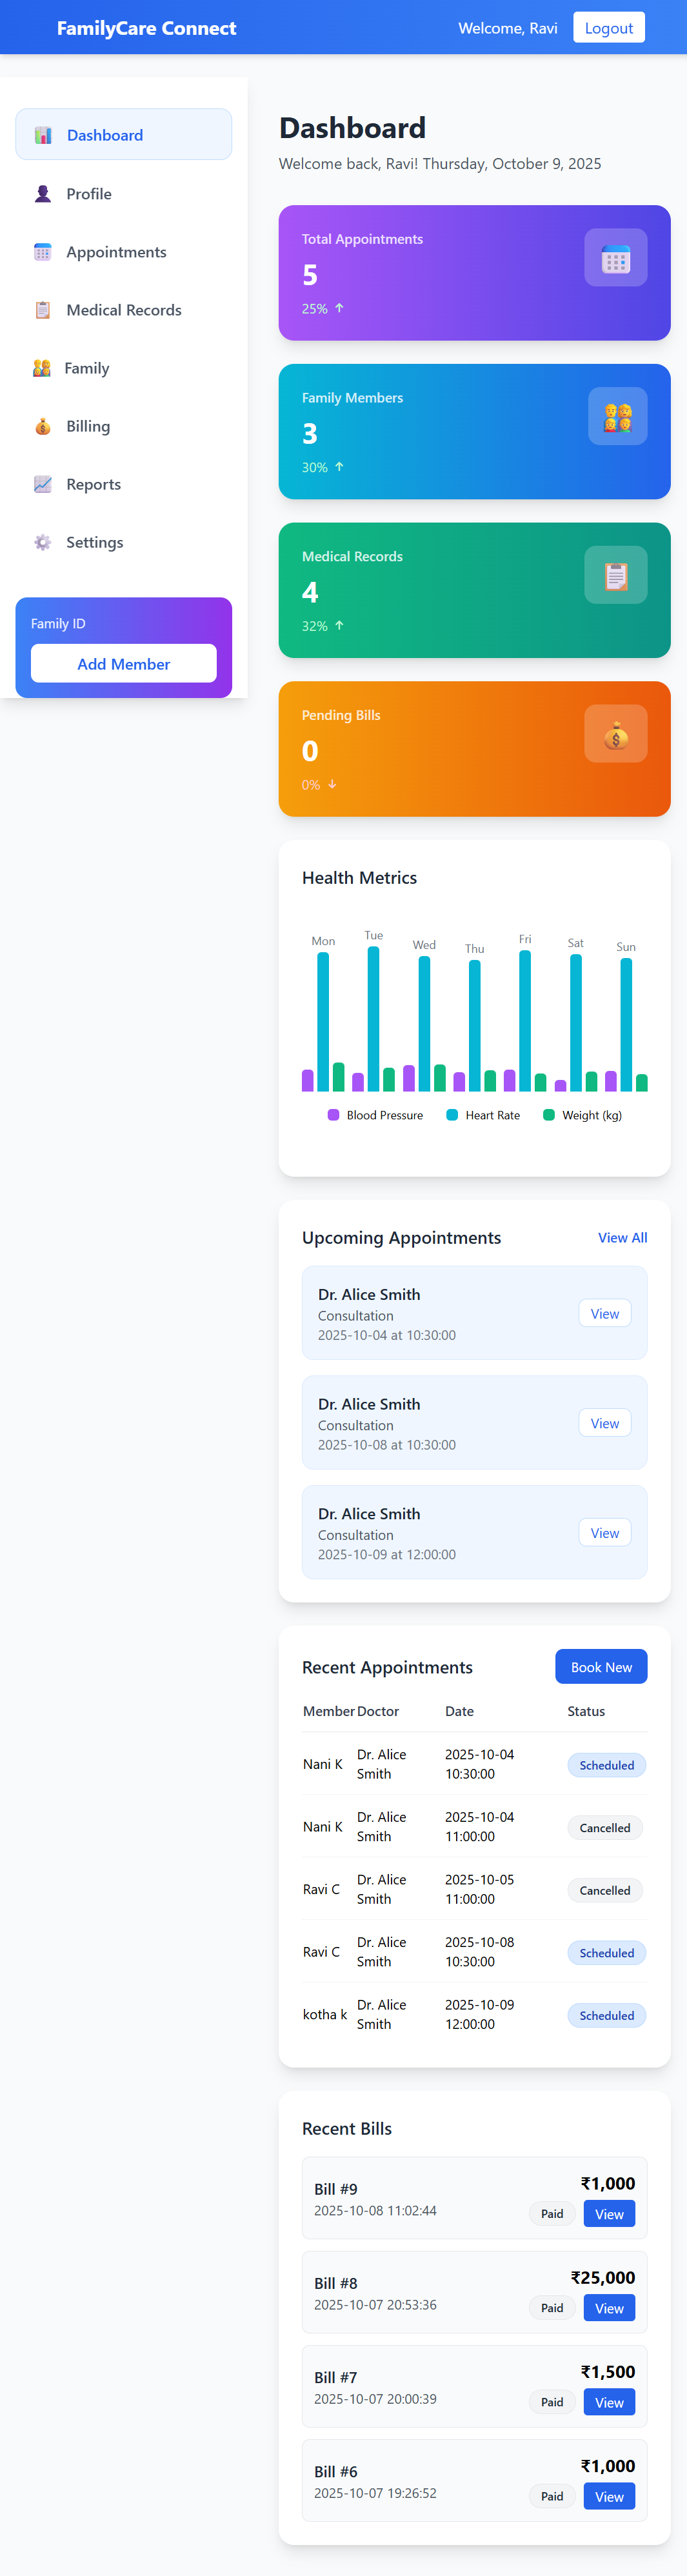 FamilyCare Connect
Welcome, Ravi
Logout
Dashboard
Profile
Appointments
Medical Records
Family
Billing
Reports
Settings
Family ID
Add Member
Dashboard
Welcome back, Ravi! Thursday, October 9, 2025
Total Appointments
5
25% ↑
Family Members
3
30% ↑
Medical Records
4
32% ↑
Pending Bills
0
0% ↓
Health Metrics
Mon Tue Wed Thu Fri Sat Sun
Blood Pressure Heart Rate Weight (kg)
Upcoming Appointments
View All
Dr. Alice Smith
Consultation
2025-10-04 at 10:30:00
View
Dr. Alice Smith
Consultation
2025-10-08 at 10:30:00
View
Dr. Alice Smith
Consultation
2025-10-09 at 12:00:00
View
Recent Appointments
Book New
Member Doctor Date Status
Nani K Dr. Alice Smith 2025-10-04 10:30:00 Scheduled
Nani K Dr. Alice Smith 2025-10-04 11:00:00 Cancelled
Ravi C Dr. Alice Smith 2025-10-05 11:00:00 Cancelled
Ravi C Dr. Alice Smith 2025-10-08 10:30:00 Scheduled
kotha k Dr. Alice Smith 2025-10-09 12:00:00 Scheduled
Recent Bills
Bill #9
2025-10-08 11:02:44
₹1,000
Paid View
Bill #8
2025-10-07 20:53:36
₹25,000
Paid View
Bill #7
2025-10-07 20:00:39
₹1,500
Paid View
Bill #6
2025-10-07 19:26:52
₹1,000
Paid View